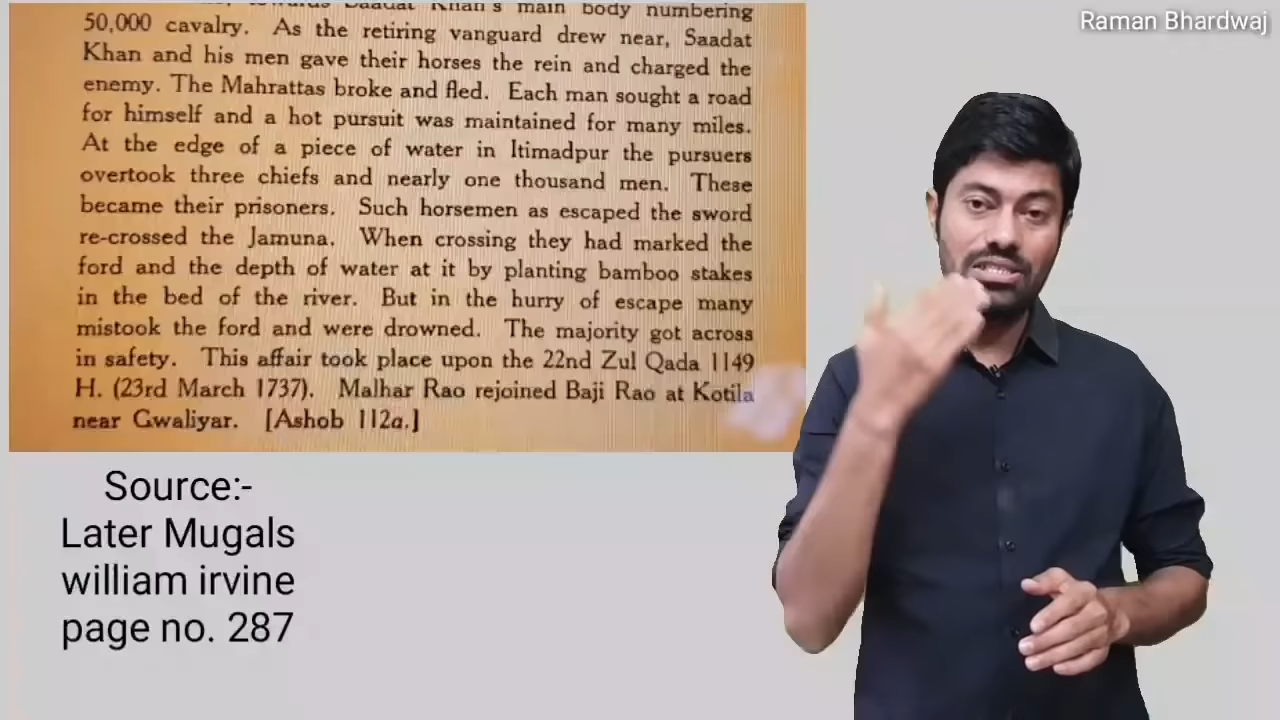 Khan's main body numbering
50,000 cavalry. As the retiring vanguard drew near, Saadat
Khan and his men gave their horses the rein and charged the
enemy. The Mahrattas broke and fled. Each man sought a road
for himself and a hot pursuit was maintained for many miles.
At the edge of a piece of water in Itimadpur the pursuers
overtook three chiefs and nearly one thousand men. These
became their prisoners. Such horsemen as escaped the sword
re-crossed the Jamuna. When crossing they had marked the
ford and the depth of water at it by planting bamboo stakes
in the bed of the river. But in the hurry of escape many
mistook the ford and were drowned. The majority got across
in safety. This affair took place upon the 22nd Zul Qada 1149
H. (23rd March 1737). Malhar Rao rejoined Baji Rao at Kotila
near Gwaliyar. [Ashob 112a.]
Raman Bhardwaj
Source:-
Later Mugals
william irvine
page no. 287